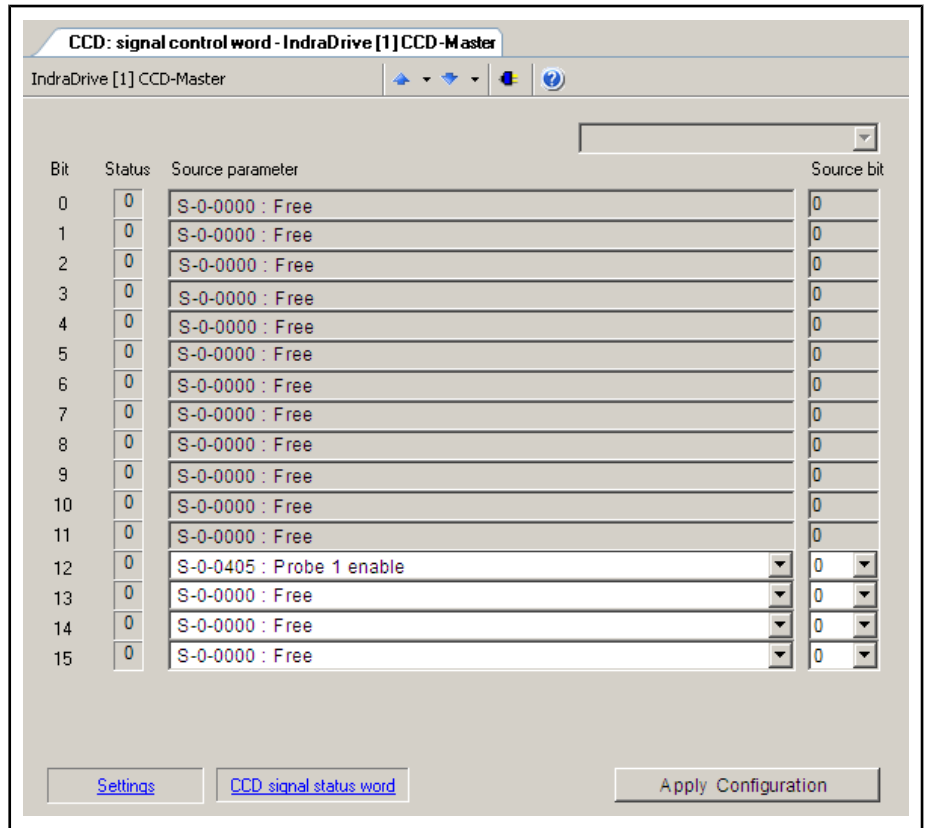 CCD: signal control word - IndraDrive [1] CCD-Master
IndraDrive [1] CCD-Master
Bit Status Source parameter Source bit
0 0 S-0-0000 : Free 0
1 0 S-0-0000 : Free 0
2 0 S-0-0000 : Free 0
3 0 S-0-0000 : Free 0
4 0 S-0-0000 : Free 0
5 0 S-0-0000 : Free 0
6 0 S-0-0000 : Free 0
7 0 S-0-0000 : Free 0
8 0 S-0-0000 : Free 0
9 0 S-0-0000 : Free 0
10 0 S-0-0000 : Free 0
11 0 S-0-0000 : Free 0
12 0 S-0-0405 : Probe 1 enable 0
13 0 S-0-0000 : Free 0
14 0 S-0-0000 : Free 0
15 0 S-0-0000 : Free 0
Settings CCD signal status word Apply Configuration